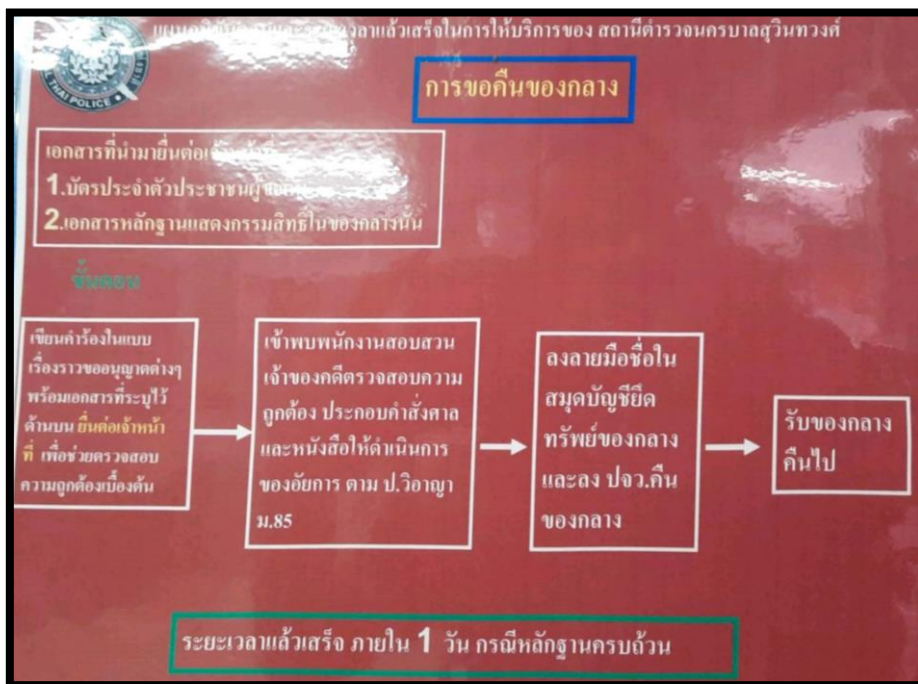 แล้วเสร็จในการให้บริการของ สถานีตำรวจนครบาลสุวินทวงศ์
THAI POLICE
การขอคืนของกลาง
เอกสารที่นำมายื่นต่อ
1.บัตรประจำตัวประชาชน
2.เอกสารหลักฐานแสดงกรรมสิทธิ์ในของกลางนั้น
ขั้นตอน
เขียนคำร้องในแบบ
เรื่องราวขออนุญาตต่างๆ
พร้อมเอกสารที่ระบุไว้
ด้านบน ยื่นต่อเจ้าหน้า
ที่ เพื่อช่วยตรวจสอบ
ความถูกต้องเบื้องต้น
เข้าพบพนักงานสอบสวน
เจ้าของคดีตรวจสอบความ
ถูกต้อง ประกอบคำสั่งศาล
และหนังสือให้ดำเนินการ
ของอัยการ ตาม ป.วิอาญา
ม.85
ลงลายมือชื่อใน
สมุดบัญชียึด
ทรัพย์ของกลาง
และลง ปจว.คืน
ของกลาง
รับของกลาง
คืนไป
ระยะเวลาแล้วเสร็จ ภายใน 1 วัน กรณีหลักฐานครบถ้วน